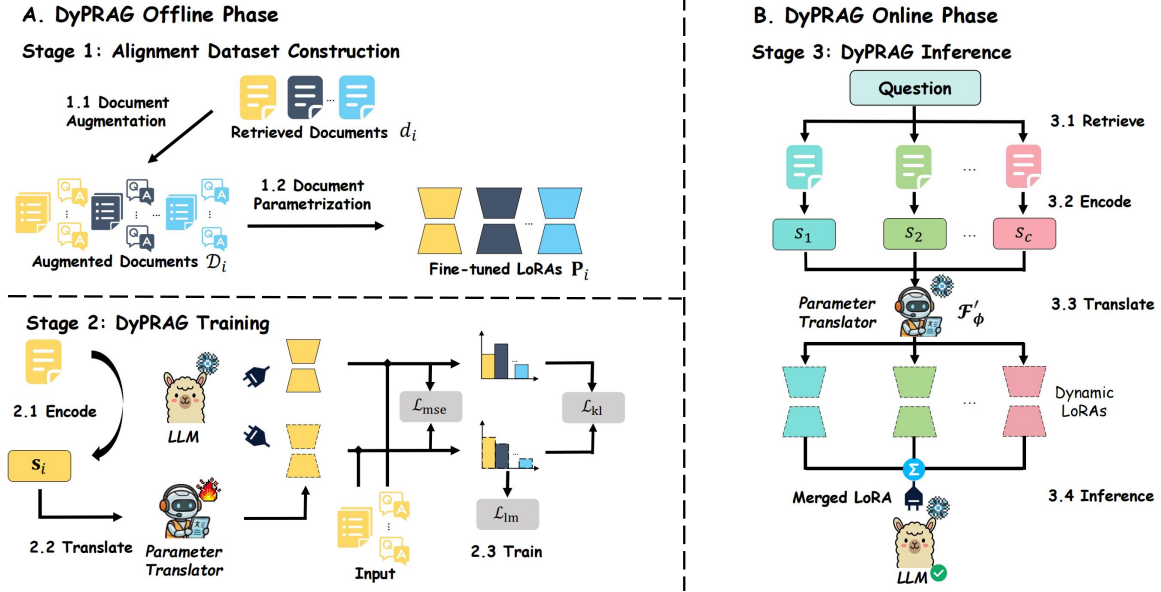 A. DyPRAG Offline Phase
Stage 1: Alignment Dataset Construction
1.1 Document
Augmentation
...
Retrieved Documents d_i
Q A Q A Q A
... ...
Q A Q A Q A
Augmented Documents 𝒟_i
1.2 Document
Parametrization
...
Fine-tuned LoRAs 𝐏_i
Stage 2: DyPRAG Training
2.1 Encode
𝐬_i
2.2 Translate
LLM
Parameter
Translator
Q A
Q A
Input
ℒ_mse
...
...
ℒ_kl
ℒ_lm
2.3 Train
B. DyPRAG Online Phase
Stage 3: DyPRAG Inference
Question
3.1 Retrieve
...
3.2 Encode
s_1 s_2 ... s_c
Parameter
Translator
ℱ′_ϕ
3.3 Translate
...
Dynamic
LoRAs
Σ
Merged LoRA
3.4 Inference
LLM